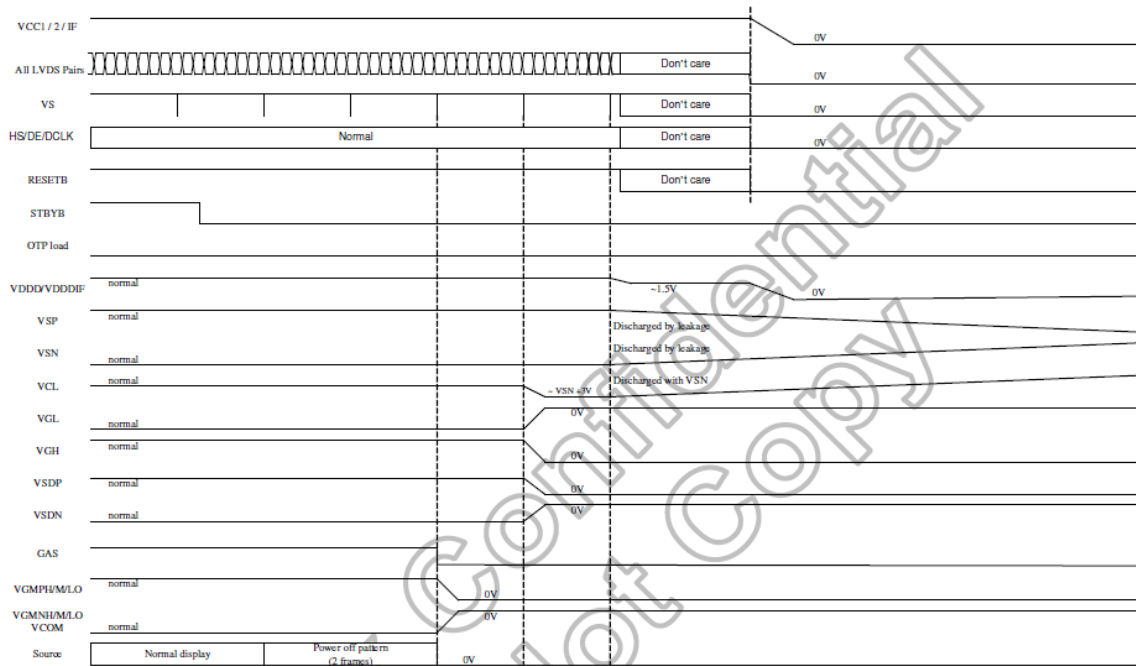 VCC1 / 2 / IF
0V
All LVDS Pairs
Don't care
0V
VS
Don't care
0V
HS/DE/DCLK
Normal
Don't care
0V
RESETB
Don't care
STBYB
OTP load
VDDD/VDDDIF
normal
~1.5V
0V
VSP
normal
Discharged by leakage
VSN
normal
Discharged by leakage
VCL
normal
~ VSN +3V
Discharged with VSN
VGL
normal
0V
VGH
normal
0V
VSDP
normal
0V
VSDN
normal
0V
GAS
VGMPH/M/LO
normal
0V
VGMNH/M/LO
VCOM
normal
0V
Source
Normal display
Power off pattern
(2 frames)
0V
Confidential
Not Copy